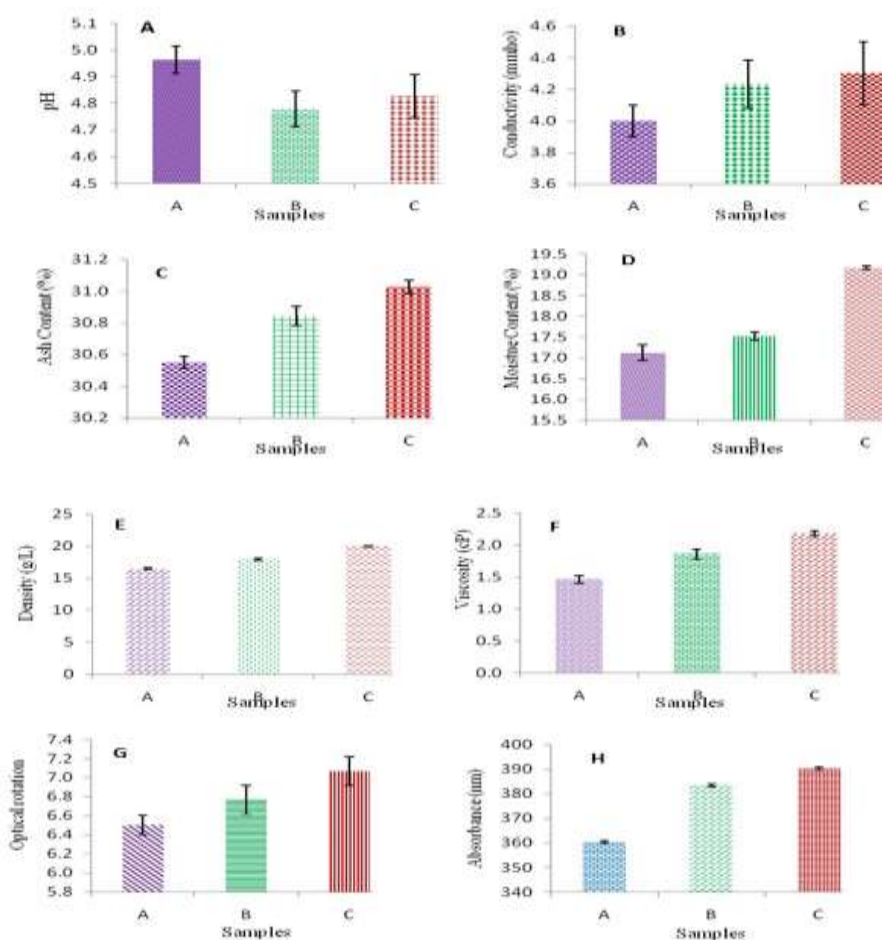 A
pH
5.1
5.0
4.9
4.8
4.7
4.6
4.5
A
B
C
Samples
B
Conductivity (mmho)
4.6
4.4
4.2
4.0
3.8
3.6
A
B
C
Samples
C
Ash Content (%)
31.2
31.0
30.8
30.6
30.4
30.2
A
B
C
Samples
D
Moisture Content (%)
19.5
19.0
18.5
18.0
17.5
17.0
16.5
16.0
15.5
A
B
C
Samples
E
Density (g/L)
25
20
15
10
5
0
A
B
C
Samples
F
Viscosity (cP)
2.5
2.0
1.5
1.0
0.5
0.0
A
B
C
Samples
G
Optical rotation
7.4
7.2
7.0
6.8
6.6
6.4
6.2
6.0
5.8
A
B
C
Samples
H
Absorbance (nm)
400
390
380
370
360
350
340
A
B
C
Samples